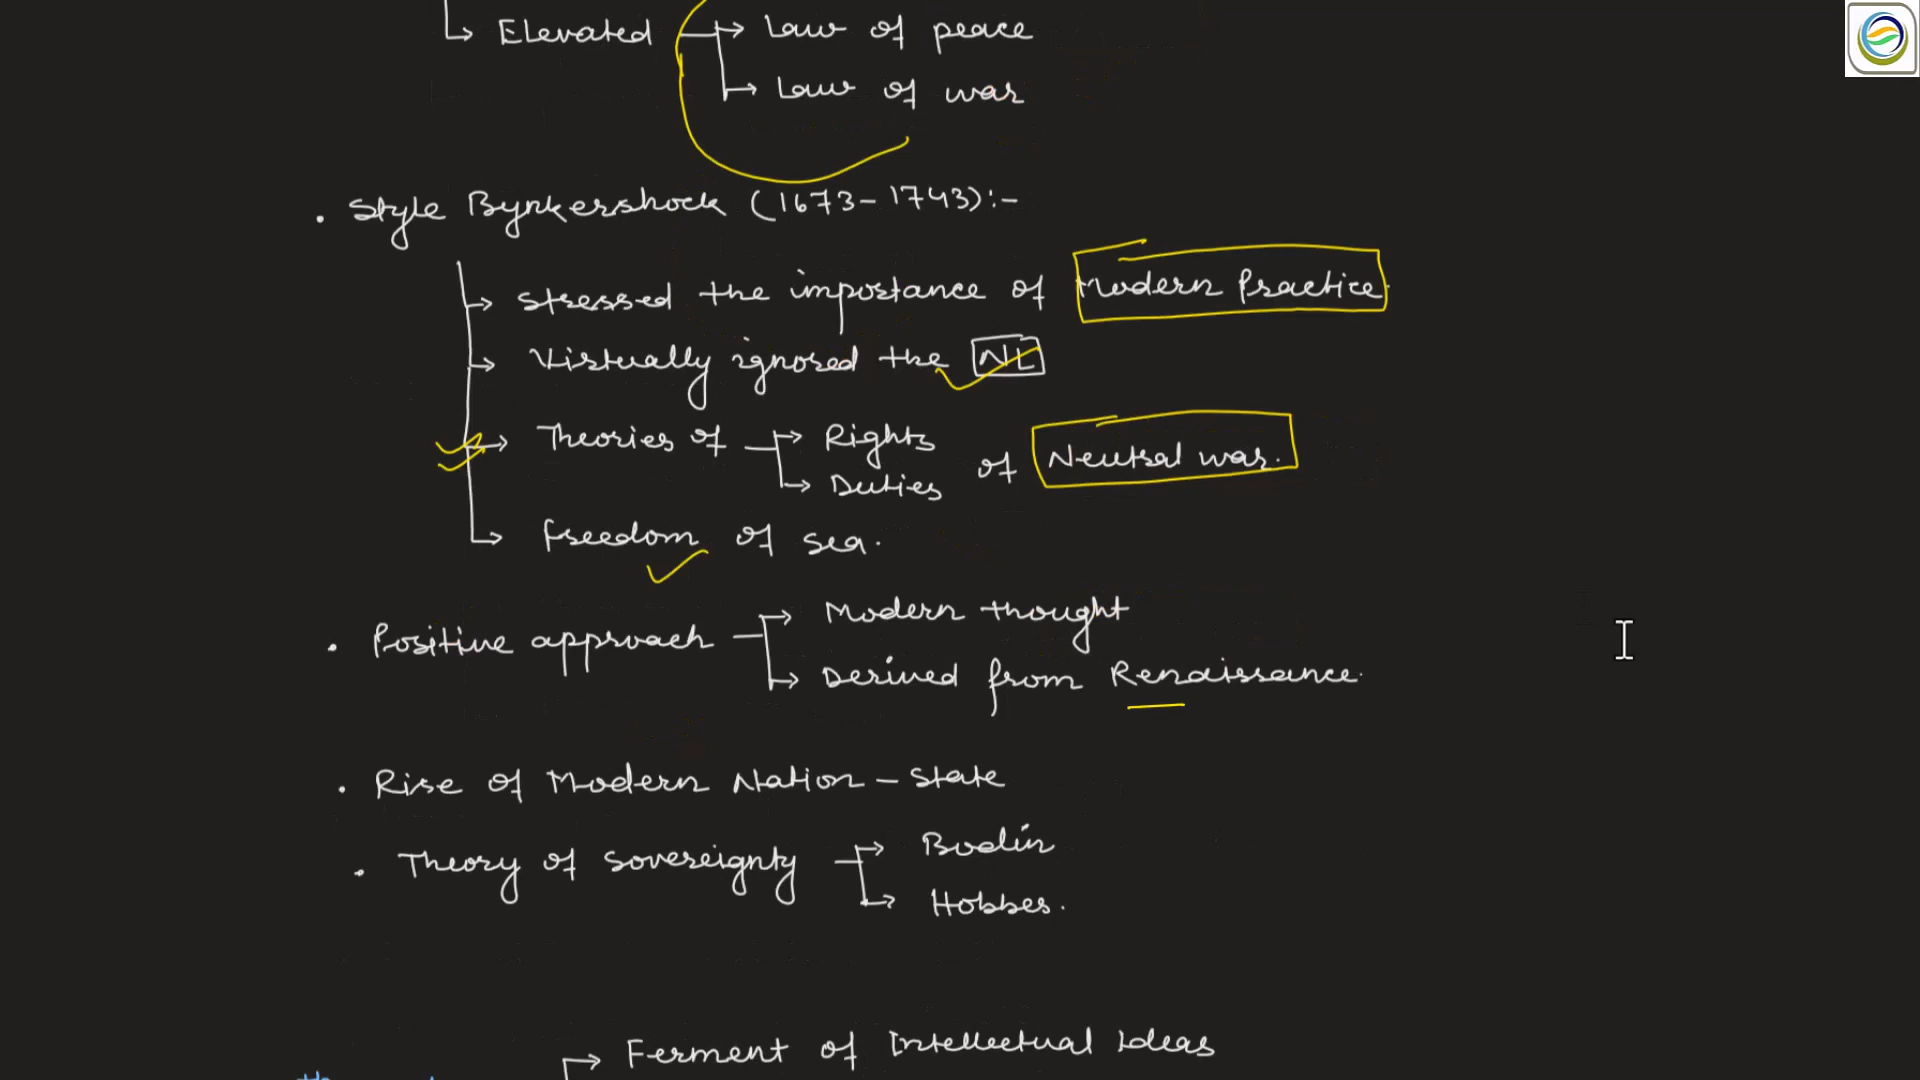 Elevated → Law of peace
→ Law of war
• Style Bynkershock (1673-1743):-
→ Stressed the importance of Modern Practice.
→ Virtually ignored the NL
→ Theories of → Rights
→ Duties of Neutral war.
→ Freedom of sea.
• Positive approach → Modern thought
→ Derived from Renaissance.
• Rise of Modern Nation-State
• Theory of Sovereignty → Bodin
→ Hobbes.
→ Ferment of Intellectual Ideas